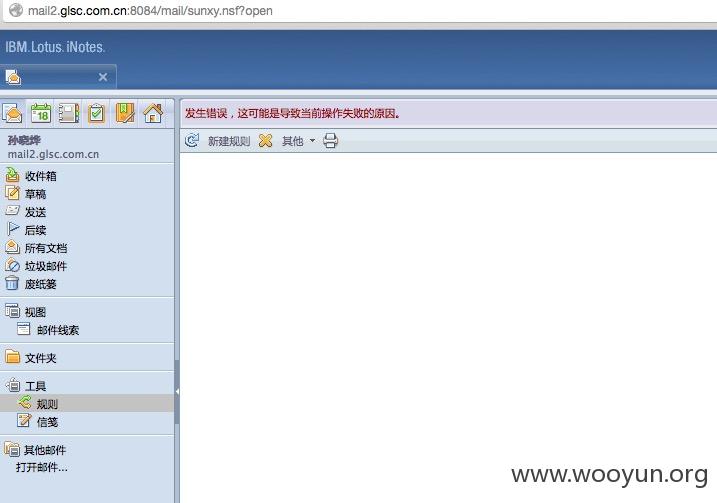 mail2.glsc.com.cn:8084/mail/sunxy.nsf?open
IBM.Lotus.iNotes.
18
发生错误，这可能是导致当前操作失败的原因。
新建规则 其他
孙晓烨
mail2.glsc.com.cn
收件箱
草稿
发送
后续
所有文档
垃圾邮件
废纸篓
视图
邮件线索
文件夹
工具
规则
信笺
其他邮件
打开邮件...
www.wooyun.org